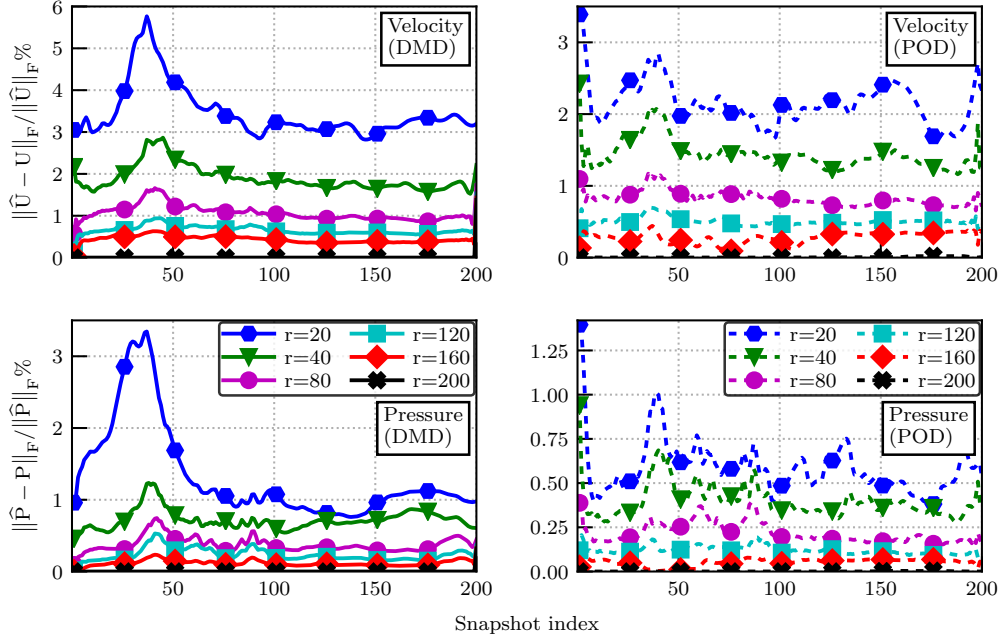 6
5
4
3
2
1
0
50
100
150
200
‖Û − U‖F/‖Û‖F%
Velocity
(DMD)
3
2
1
0
50
100
150
200
Velocity
(POD)
3
2
1
0
50
100
150
200
‖P̂ − P‖F/‖P̂‖F%
r=20
r=40
r=80
r=120
r=160
r=200
Pressure
(DMD)
1.25
1.00
0.75
0.50
0.25
0.00
50
100
150
200
r=20
r=40
r=80
r=120
r=160
r=200
Pressure
(POD)
Snapshot index